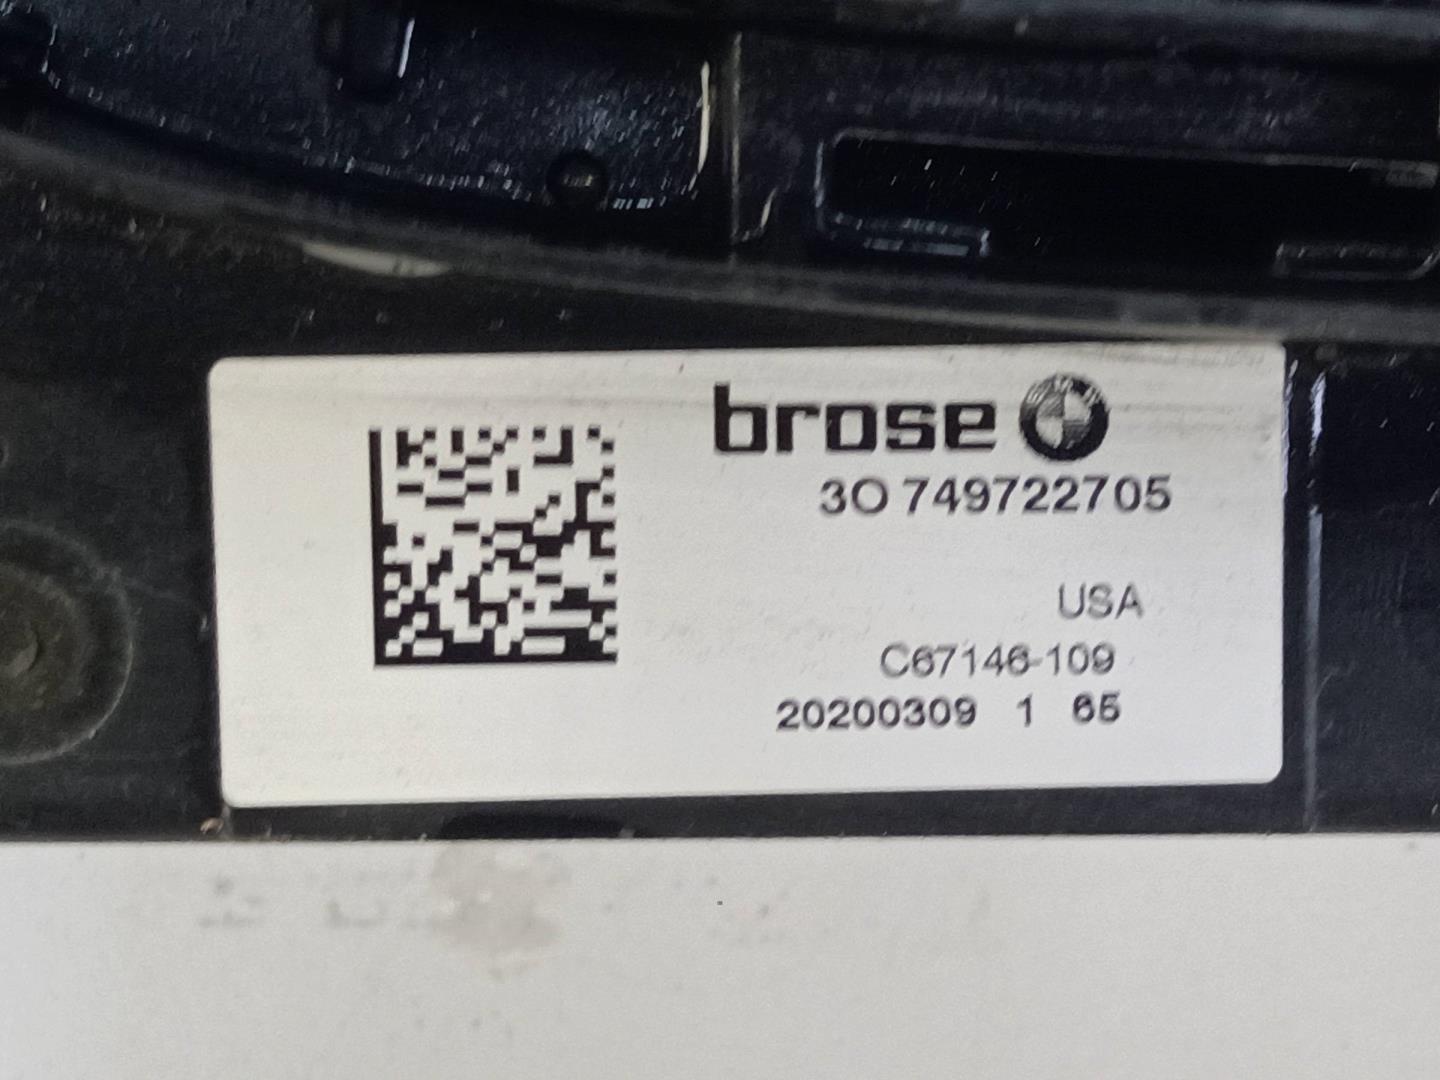 brose
3O 749722705
USA
C67146-109
20200309 1 65